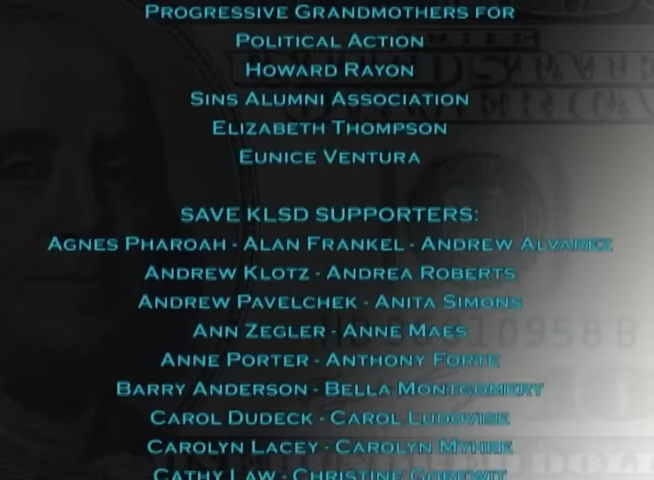 Progressive Grandmothers for
Political Action
Howard Rayon
Sins Alumni Association
Elizabeth Thompson
Eunice Ventura
SAVE KLSD SUPPORTERS:
Agnes Pharoah - Alan Frankel - Andrew Alvarez
Andrew Klotz - Andrea Roberts
Andrew Pavelchek - Anita Simons
Ann Zegler - Anne Maes
Anne Porter - Anthony Forte
Barry Anderson - Bella Montgomery
Carol Dudeck - Carol Ludovise
Carolyn Lacey - Carolyn Myhre
Cathy Law - Christine